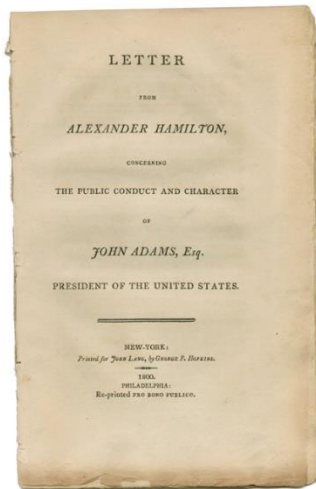 LETTER
FROM
ALEXANDER HAMILTON,
CONCERNING
THE PUBLIC CONDUCT AND CHARACTER
OF
JOHN ADAMS, Esq.
PRESIDENT OF THE UNITED STATES.
NEW-YORK:
Printed for JOHN LANG, by GEORGE F. HOPKINS.
1800.
PHILADELPHIA:
Re-printed PRO BONO PUBLICO.